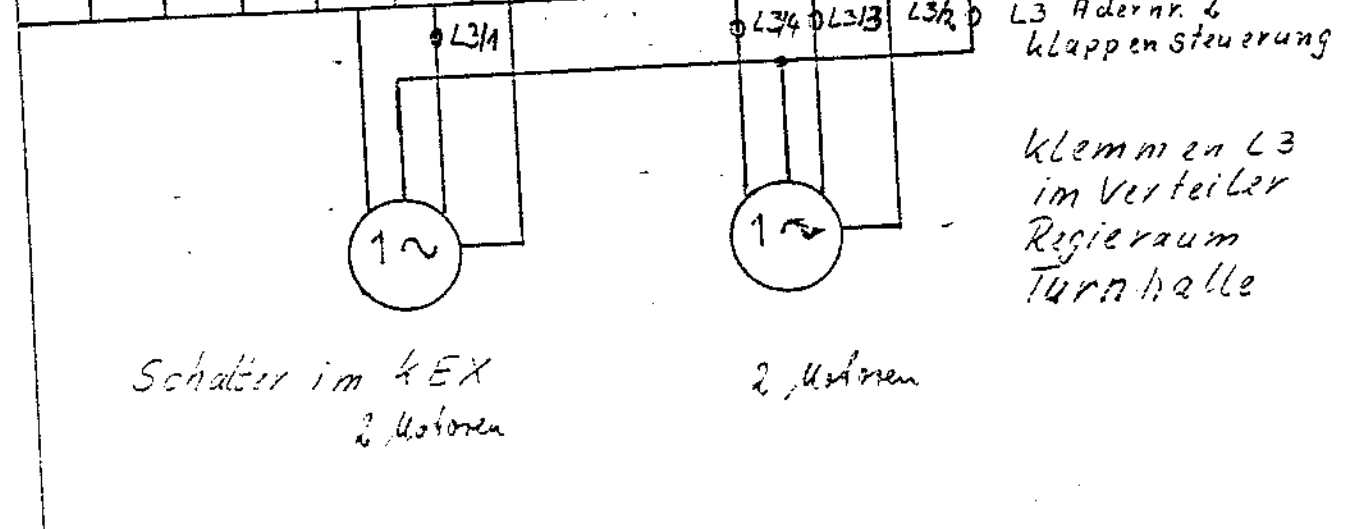 L3/1
L3/4
L3/3
L3/2
L3 Adernr. 2
Klappensteuerung
Klemmen L3
im Verteiler
Regieraum
Turnhalle
1 ~
1 ~
Schalter im KEX
2 Motoren
2 Motoren